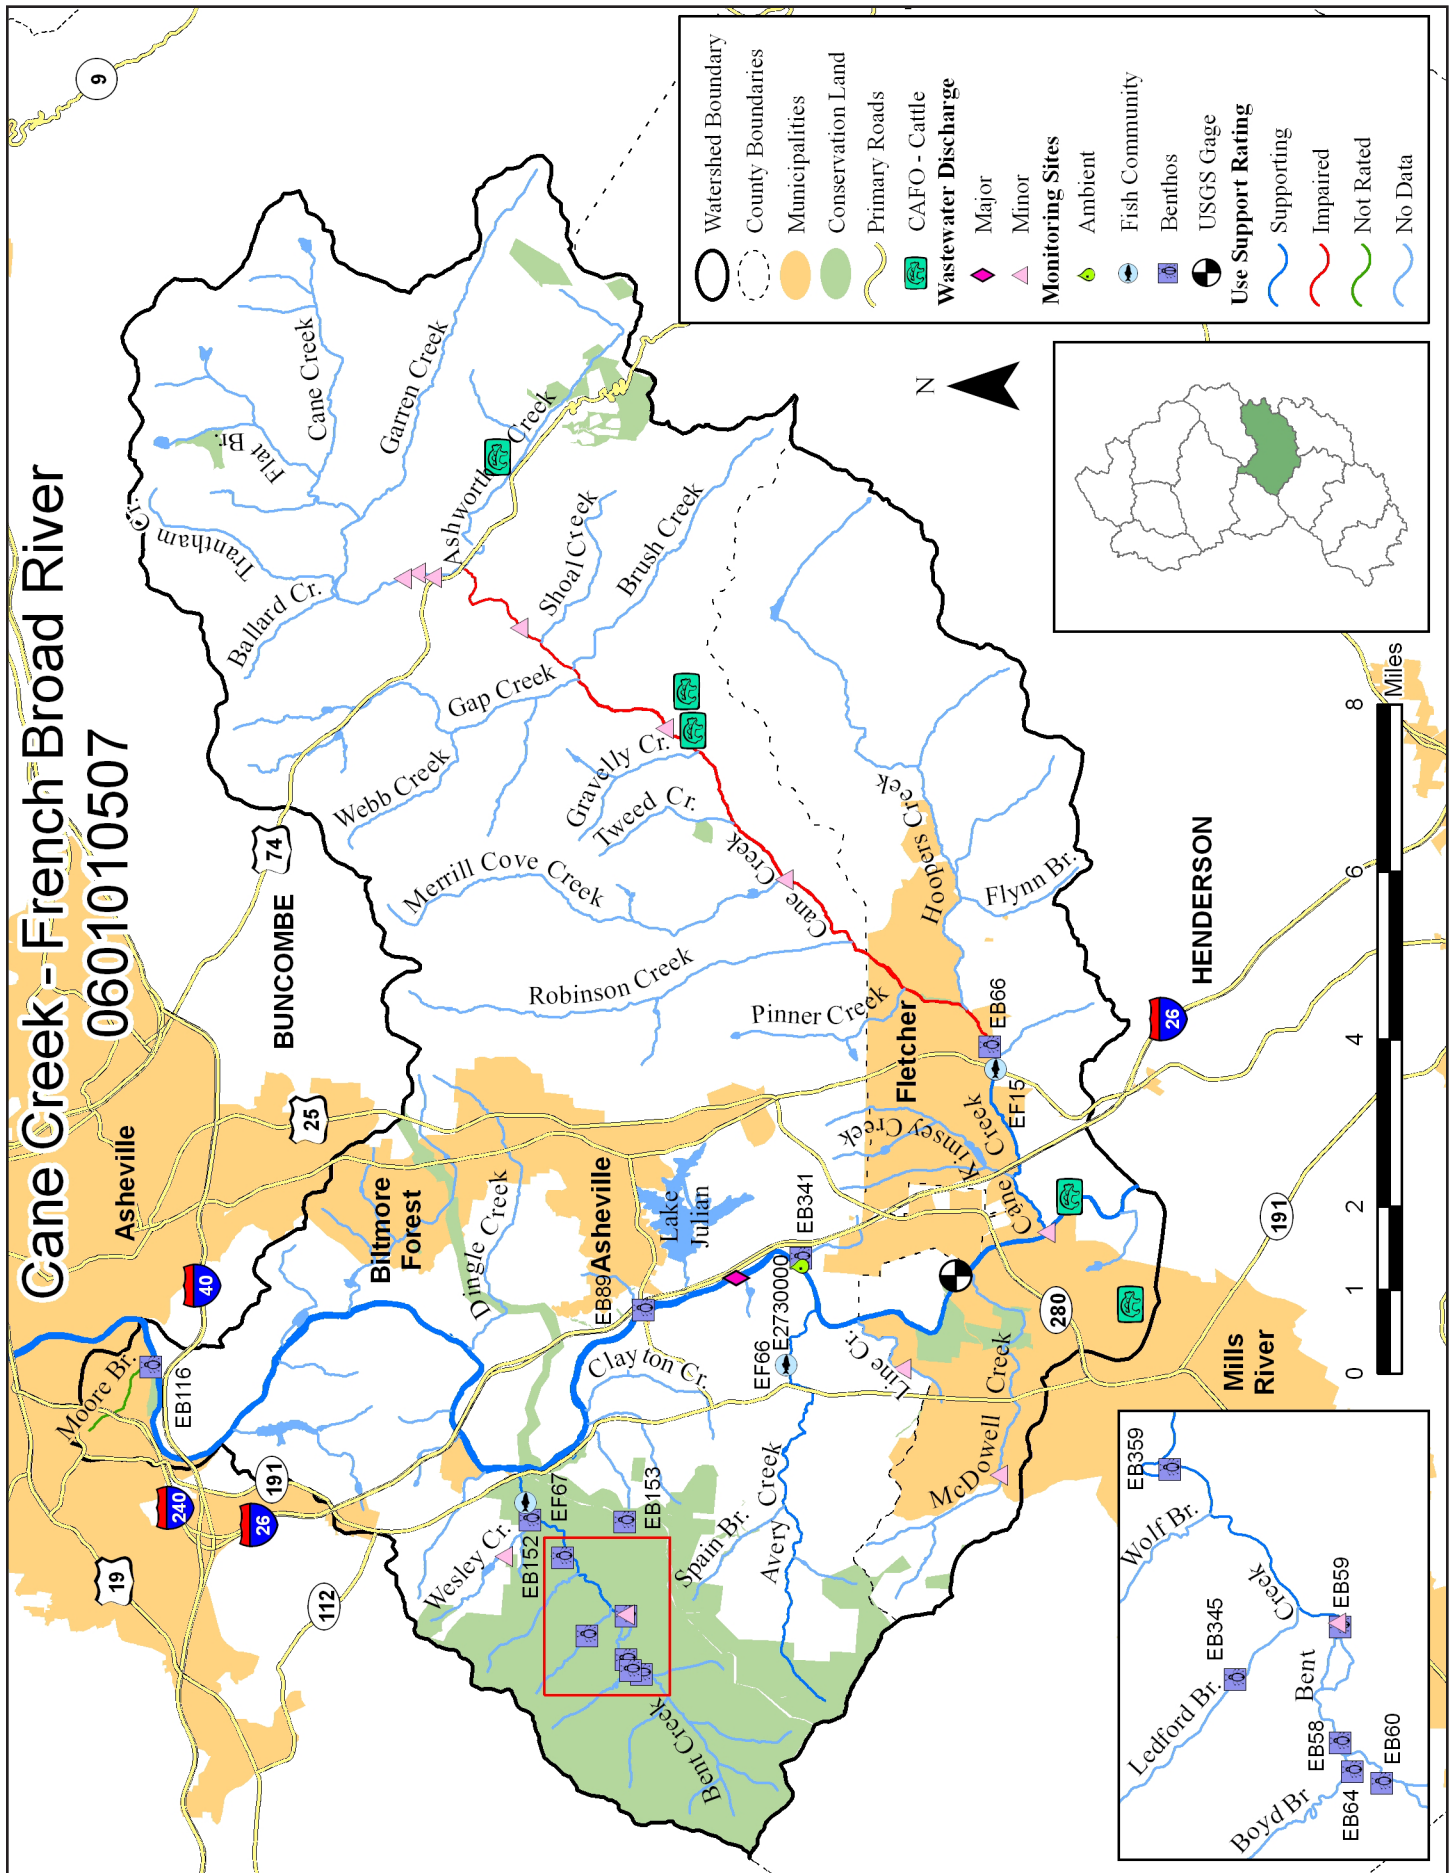 Cane Creek - French Broad River
0601010507
9
74
BUNCOMBE
Asheville
25
40
Biltmore
Forest
Dingle Creek
Asheville
EB89
Lake
Julian
Moore Br.
EB116
240
26
191
19
112
Trantham Cr.
Flat Br.
Cane Creek
Garren Creek
Ballard Cr.
Ashworth Creek
Shoal Creek
Brush Creek
Gap Creek
Webb Creek
Gravelly Cr.
Tweed Cr.
Merrill Cove Creek
Cane Creek
Robinson Creek
Pinner Creek
Fletcher
Hoopers Creek
Flynn Br.
HENDERSON
EB66
EF15
Kimsey Creek
Cane Creek
26
EB341
E2730000
EF66
Clayton Cr.
Line Cr.
280
191
Mills
River
McDowell Creek
Avery Creek
Spain Br.
EB153
EF67
EB152
Wesley Cr.
Bent Creek
N
Watershed Boundary
County Boundaries
Municipalities
Conservation Land
Primary Roads
CAFO - Cattle
Wastewater Discharge
Major
Minor
Monitoring Sites
Ambient
Fish Community
Benthos
USGS Gage
Use Support Rating
Supporting
Impaired
Not Rated
No Data
0 1 2 4 6 8
Miles
EB359
Wolf Br.
Creek
EB59
EB345
Ledford Br.
Bent
EB58
EB60
EB64
Boyd Br